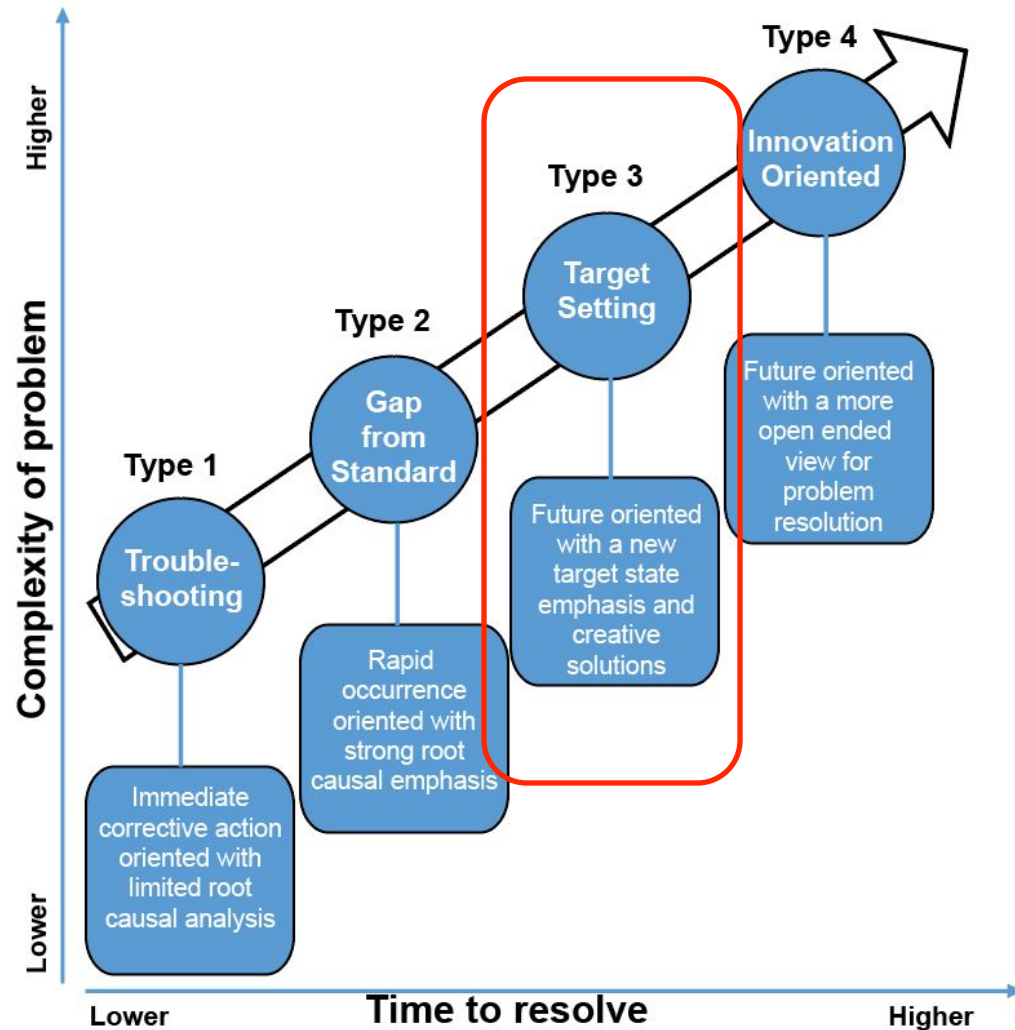 Type 4
Higher
Innovation
Oriented
Type 3
Target
Setting
Type 2
Gap
from
Standard
Type 1
Trouble-
shooting
Complexity of problem
Future oriented
with a more
open ended
view for
problem
resolution
Future oriented
with a new
target state
emphasis and
creative
solutions
Rapid
occurrence
oriented with
strong root
causal emphasis
Immediate
corrective action
oriented with
limited root
causal analysis
Lower
Lower
Time to resolve
Higher